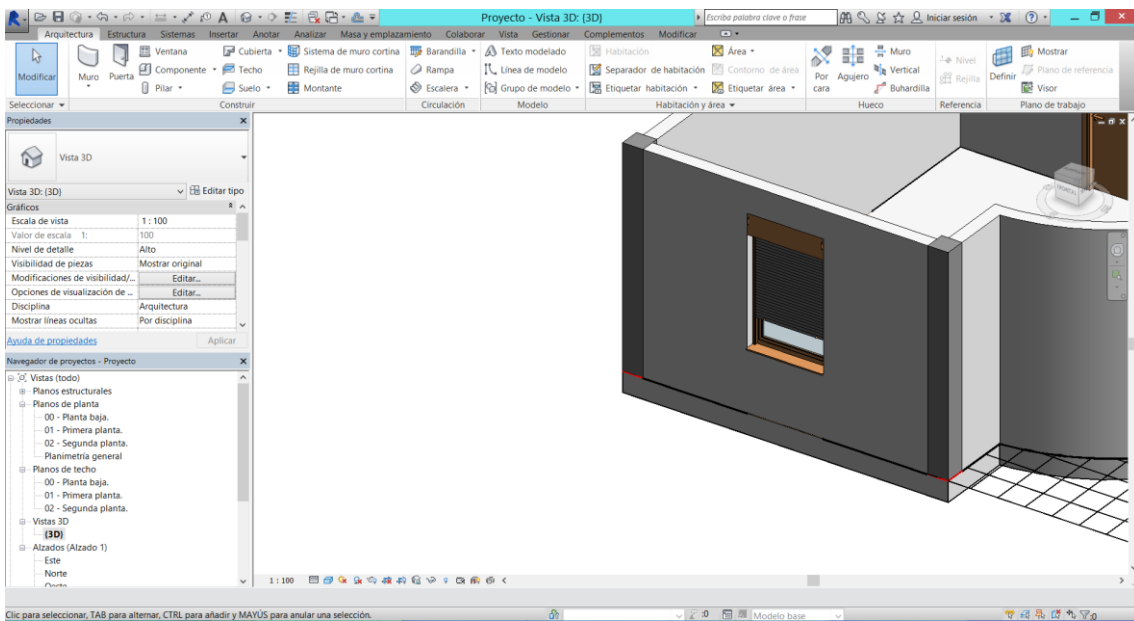 Proyecto - Vista 3D: {3D}
Escriba palabra clave o frase
Iniciar sesión
Arquitectura Estructura Sistemas Insertar Anotar Analizar Masa y emplazamiento Colaborar Vista Gestionar Complementos Modificar
Modificar
Muro
Puerta
Ventana
Componente
Pilar
Cubierta
Techo
Suelo
Sistema de muro cortina
Rejilla de muro cortina
Montante
Barandilla
Rampa
Escalera
Texto modelado
Línea de modelo
Grupo de modelo
Habitación
Separador de habitación
Etiquetar habitación
Área
Contorno de área
Etiquetar área
Por cara
Agujero
Muro
Vertical
Buhardilla
Nivel
Rejilla
Definir
Mostrar
Plano de referencia
Visor
Seleccionar Construir Circulación Modelo Habitación y área Hueco Referencia Plano de trabajo
Propiedades
Vista 3D
Vista 3D: {3D} Editar tipo
Gráficos
Escala de vista 1 : 100
Valor de escala 1: 100
Nivel de detalle Alto
Visibilidad de piezas Mostrar original
Modificaciones de visibilidad/... Editar...
Opciones de visualización de ... Editar...
Disciplina Arquitectura
Mostrar líneas ocultas Por disciplina
Ayuda de propiedades Aplicar
Navegador de proyectos - Proyecto
Vistas (todo)
Planos estructurales
Planos de planta
00 - Planta baja.
01 - Primera planta.
02 - Segunda planta.
Planimetría general
Planos de techo
00 - Planta baja.
01 - Primera planta.
02 - Segunda planta.
Vistas 3D
{3D}
Alzados (Alzado 1)
Este
Norte
Oeste
1 : 100
Clic para seleccionar, TAB para alternar, CTRL para añadir y MAYÚS para anular una selección.
:0
Modelo base
:0